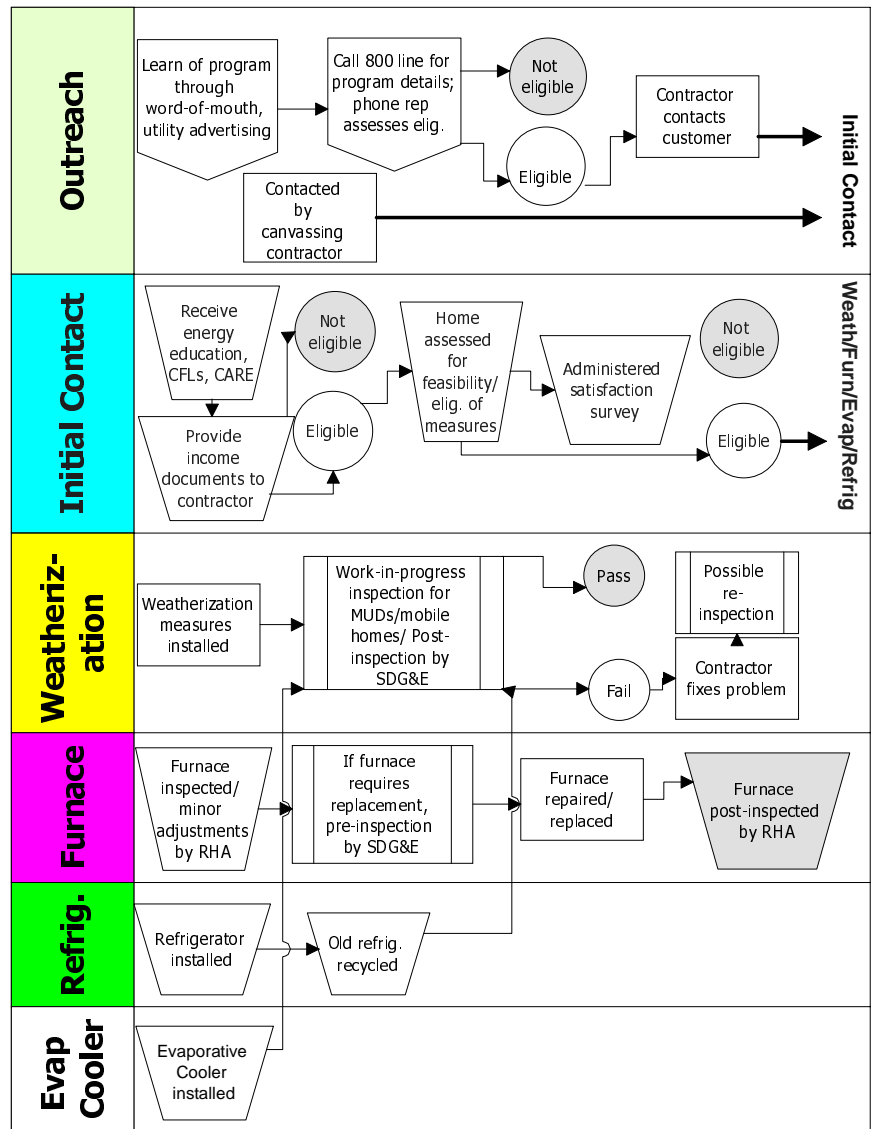 Outreach
Learn of program
through
word-of-mouth,
utility advertising
Call 800 line for
program details;
phone rep
assesses elig.
Not
eligible
Eligible
Contractor
contacts
customer
Contacted
by
canvassing
contractor
Initial Contact
Initial Contact
Receive
energy
education,
CFLs, CARE
Provide
income
documents to
contractor
Not
eligible
Eligible
Home
assessed
for
feasibility/
elig. of
measures
Administered
satisfaction
survey
Not
eligible
Eligible
Weath/Furn/Evap/Refrig
Weatheriz-
ation
Weatherization
measures
installed
Work-in-progress
inspection for
MUDs/mobile
homes/ Post-
inspection by
SDG&E
Pass
Fail
Possible
re-
inspection
Contractor
fixes problem
Furnace
Furnace
inspected/
minor
adjustments
by RHA
If furnace
requires
replacement,
pre-inspection
by SDG&E
Furnace
repaired/
replaced
Furnace
post-inspected
by RHA
Refrig.
Refrigerator
installed
Old refrig.
recycled
Evap
Cooler
Evaporative
Cooler
installed